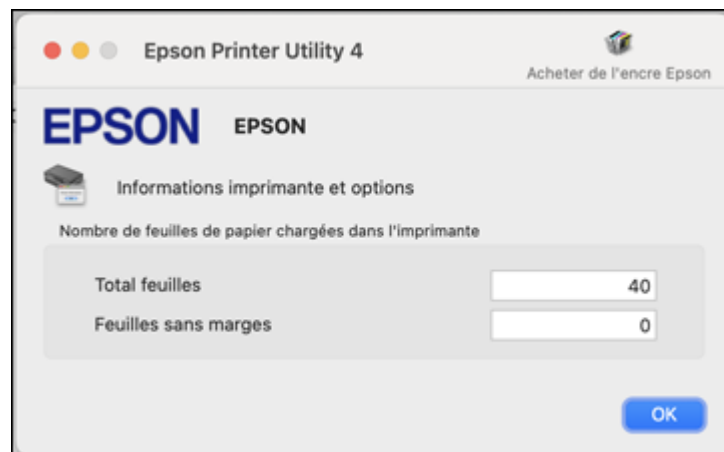 Epson Printer Utility 4
Acheter de l'encre Epson
EPSON EPSON
Informations imprimante et options
Nombre de feuilles de papier chargées dans l'imprimante
Total feuilles 40
Feuilles sans marges 0
OK